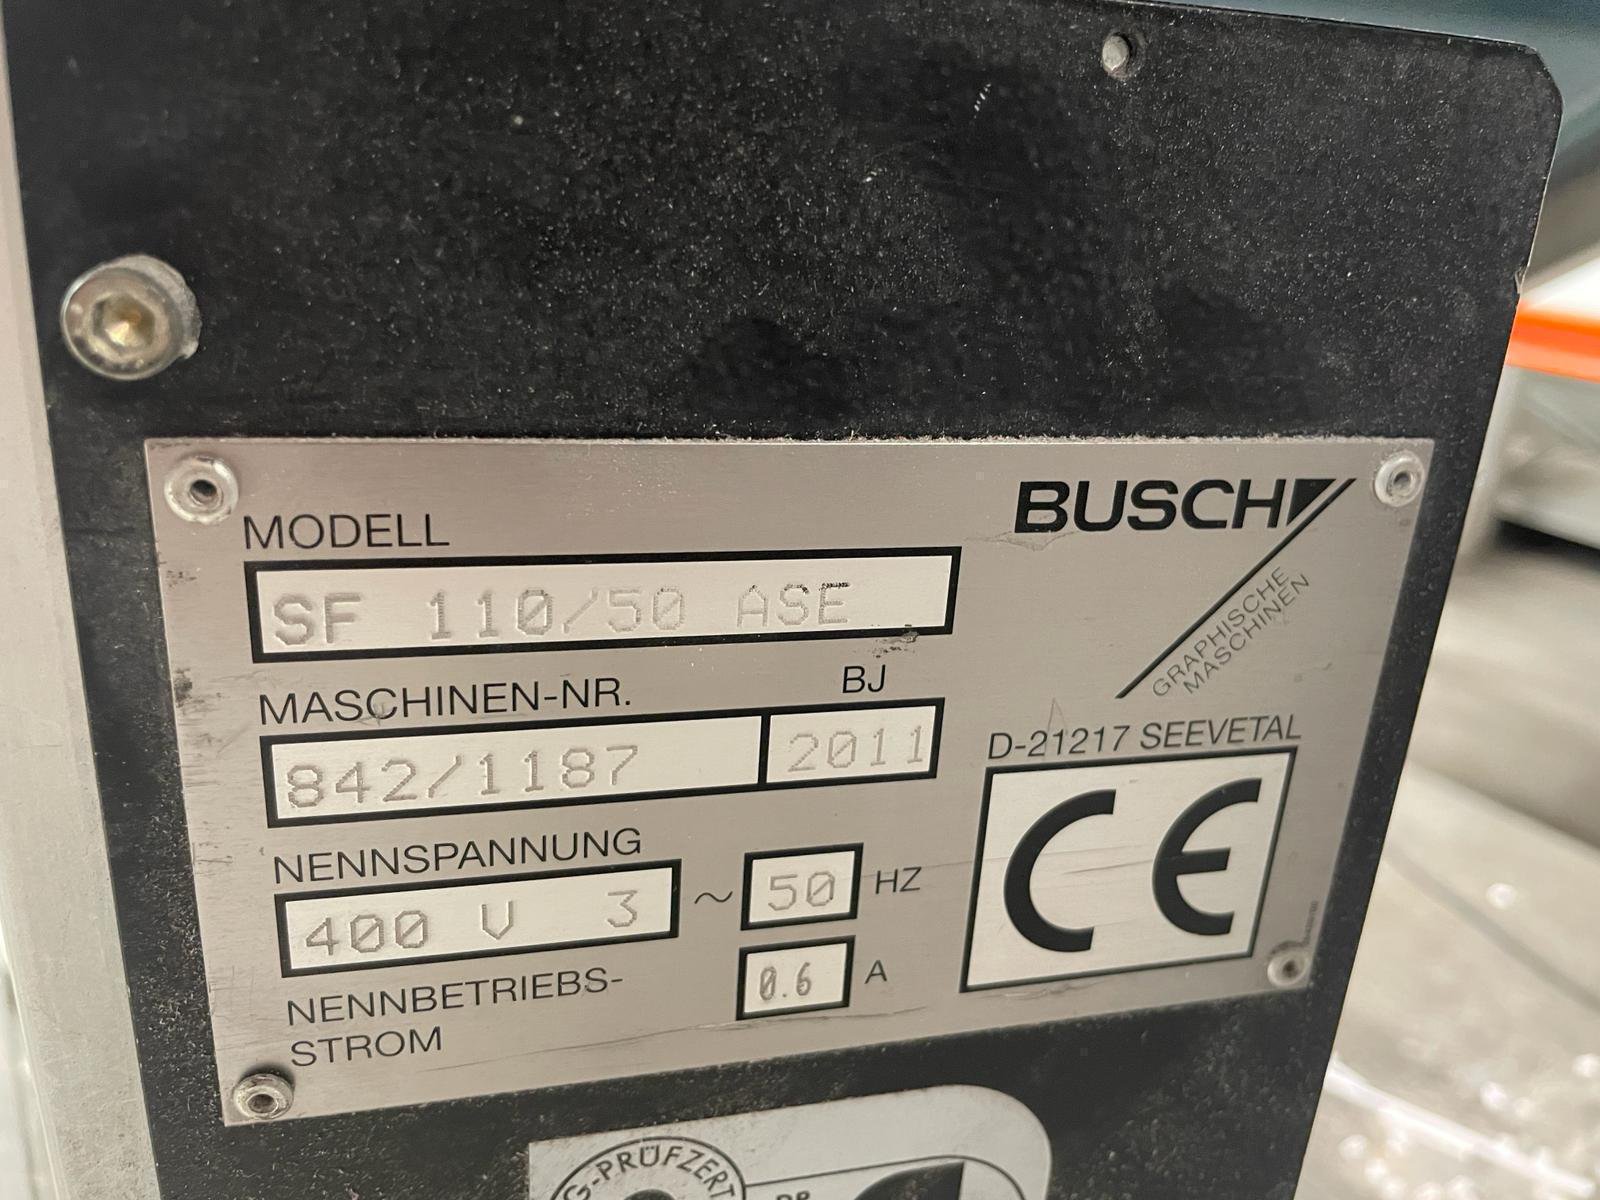 MODELL
BUSCH
SF 110/50 ASE
GRAPHISCHE
MASCHINEN
MASCHINEN-NR. BJ
842/1187 2011
D-21217 SEEVETAL
NENNSPANNUNG
400 V 3 ~ 50 HZ
CE
NENNBETRIEBS-
STROM
0.6 A
G-PRÜFZERT